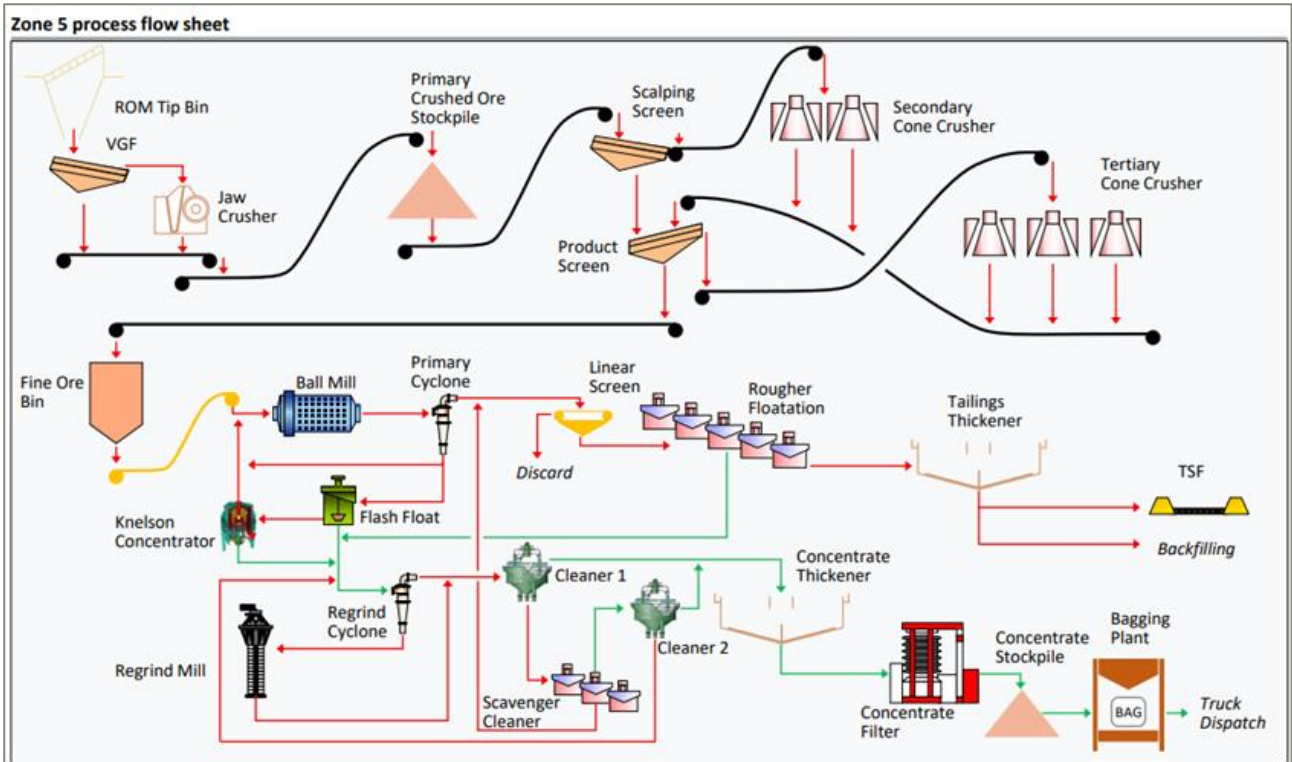 Zone 5 process flow sheet
ROM Tip Bin
VGF
Jaw
Crusher
Primary
Crushed Ore
Stockpile
Scalping
Screen
Secondary
Cone Crusher
Tertiary
Cone Crusher
Product
Screen
Fine Ore
Bin
Ball Mill
Primary
Cyclone
Linear
Screen
Rougher
Floatation
Tailings
Thickener
Discard
TSF
Backfilling
Knelson
Concentrator
Flash Float
Regrind
Cyclone
Cleaner 1
Cleaner 2
Concentrate
Thickener
Regrind Mill
Scavenger
Cleaner
Concentrate
Filter
Concentrate
Stockpile
Bagging
Plant
BAG
Truck
Dispatch